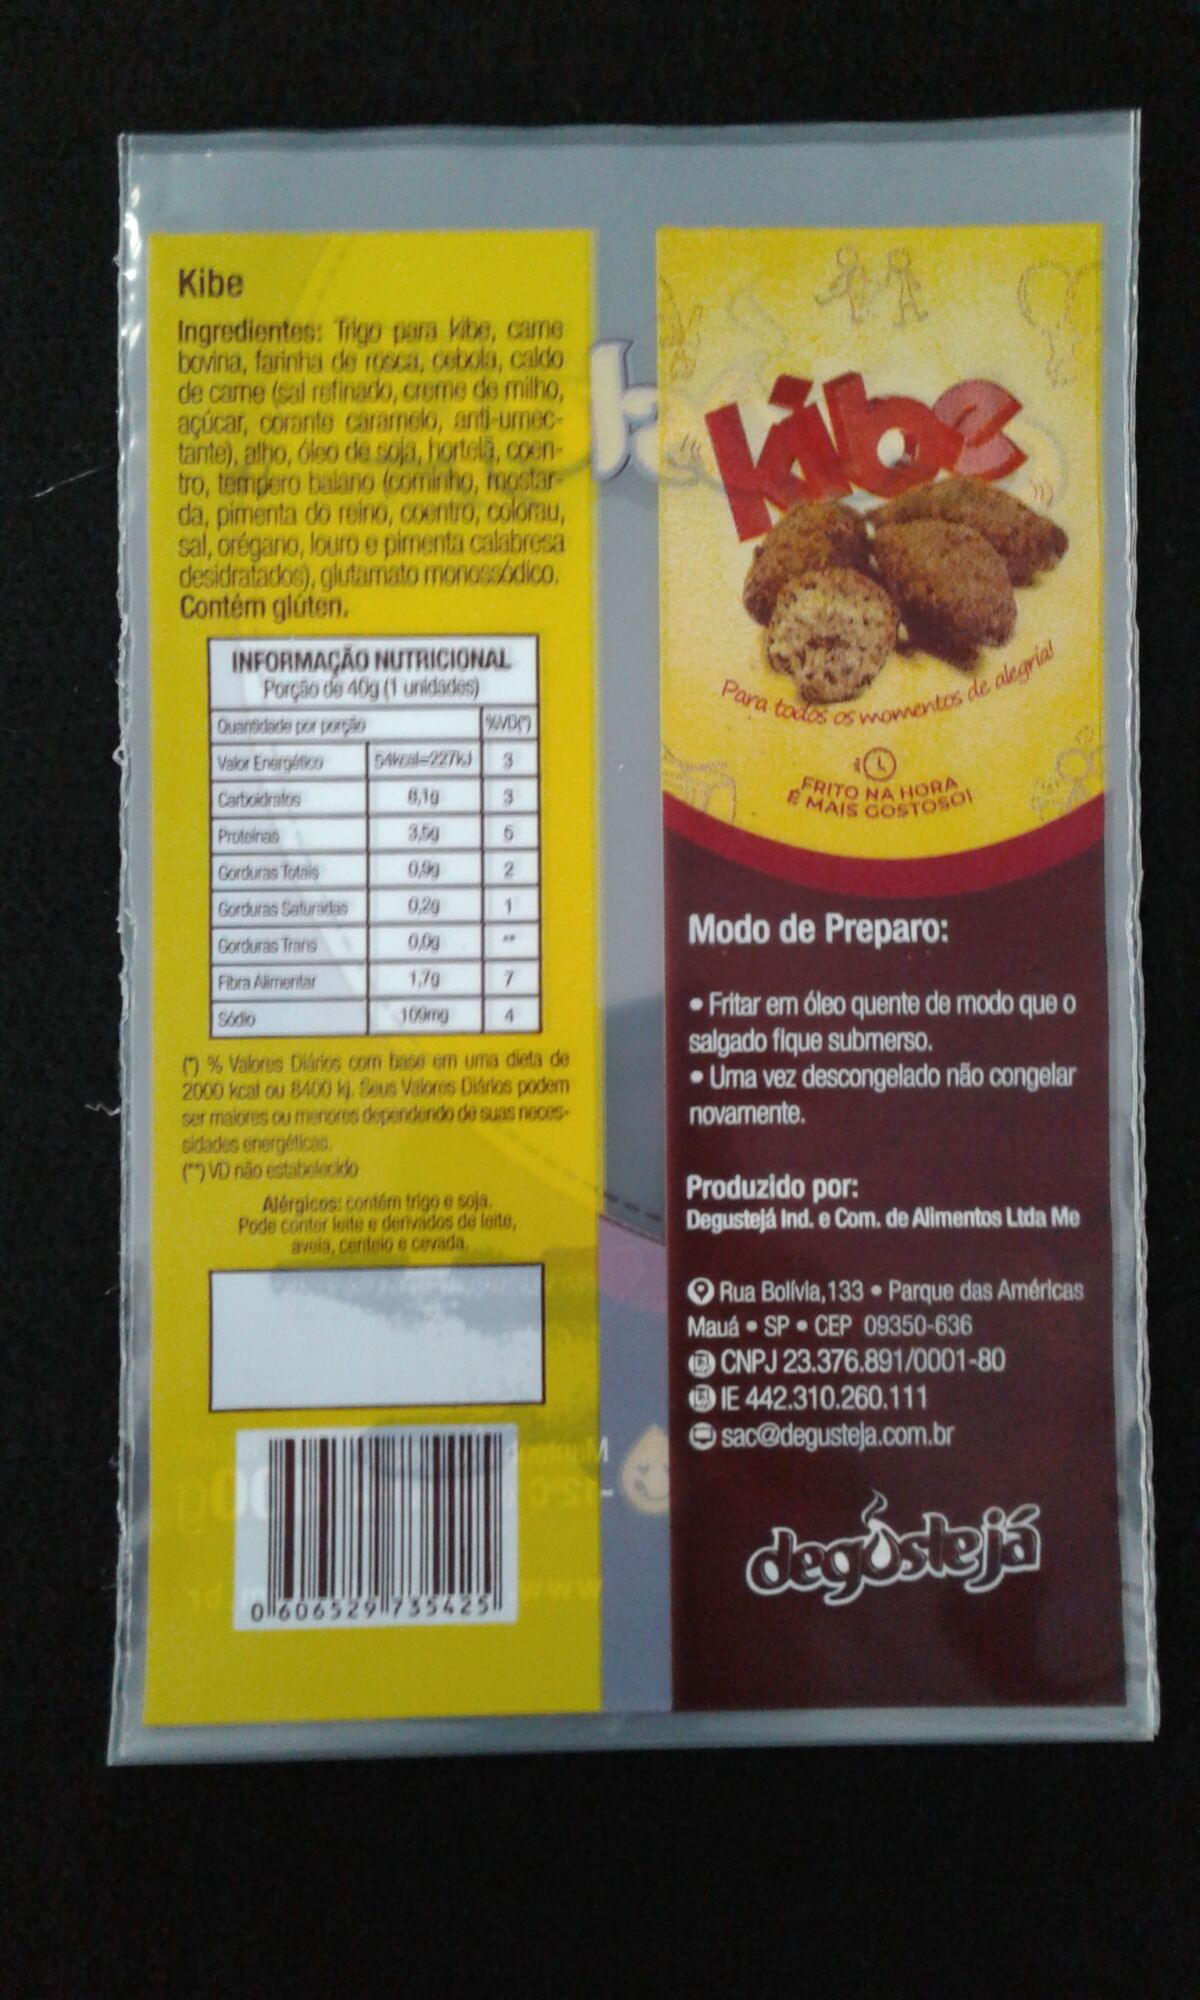 Kibe
Ingredientes: Trigo para kibe, carne
bovina, farinha de rosca, cebola, caldo
de carne (sal refinado, creme de milho,
açúcar, corante caramelo, anti-umec-
tante), alho, óleo de soja, hortelã, coen-
tro, tempero baiano (cominho, mostar-
da, pimenta do reino, coentro, colorau,
sal, orégano, louro e pimenta calabresa
desidratados), glutamato monossódico.
Contém glúten.
INFORMAÇÃO NUTRICIONAL
Porção de 40g (1 unidades)
Quantidade por porção %VD(*)
Valor Energético 54kcal=227kJ 3
Carboidratos 8,1g 3
Proteínas 3,5g 5
Gorduras Totais 0,9g 2
Gorduras Saturadas 0,2g 1
Gorduras Trans 0,0g **
Fibra Alimentar 1,7g 7
Sódio 109mg 4
(*) % Valores Diários com base em uma dieta de
2000 kcal ou 8400 kj. Seus Valores Diários podem
ser maiores ou menores dependendo de suas neces-
sidades energéticas.
(**) VD não estabelecido
Alérgicos: contém trigo e soja.
Pode conter leite e derivados de leite,
aveia, centeio e cevada.
0 606529 735425
kibe
Para todos os momentos de alegria!
FRITO NA HORA
É MAIS GOSTOSO!
Modo de Preparo:
• Fritar em óleo quente de modo que o
salgado fique submerso.
• Uma vez descongelado não congelar
novamente.
Produzido por:
Degustejá Ind. e Com. de Alimentos Ltda Me
Rua Bolívia,133 • Parque das Américas
Mauá • SP • CEP 09350-636
CNPJ 23.376.891/0001-80
IE 442.310.260.111
sac@degusteja.com.br
degustejá